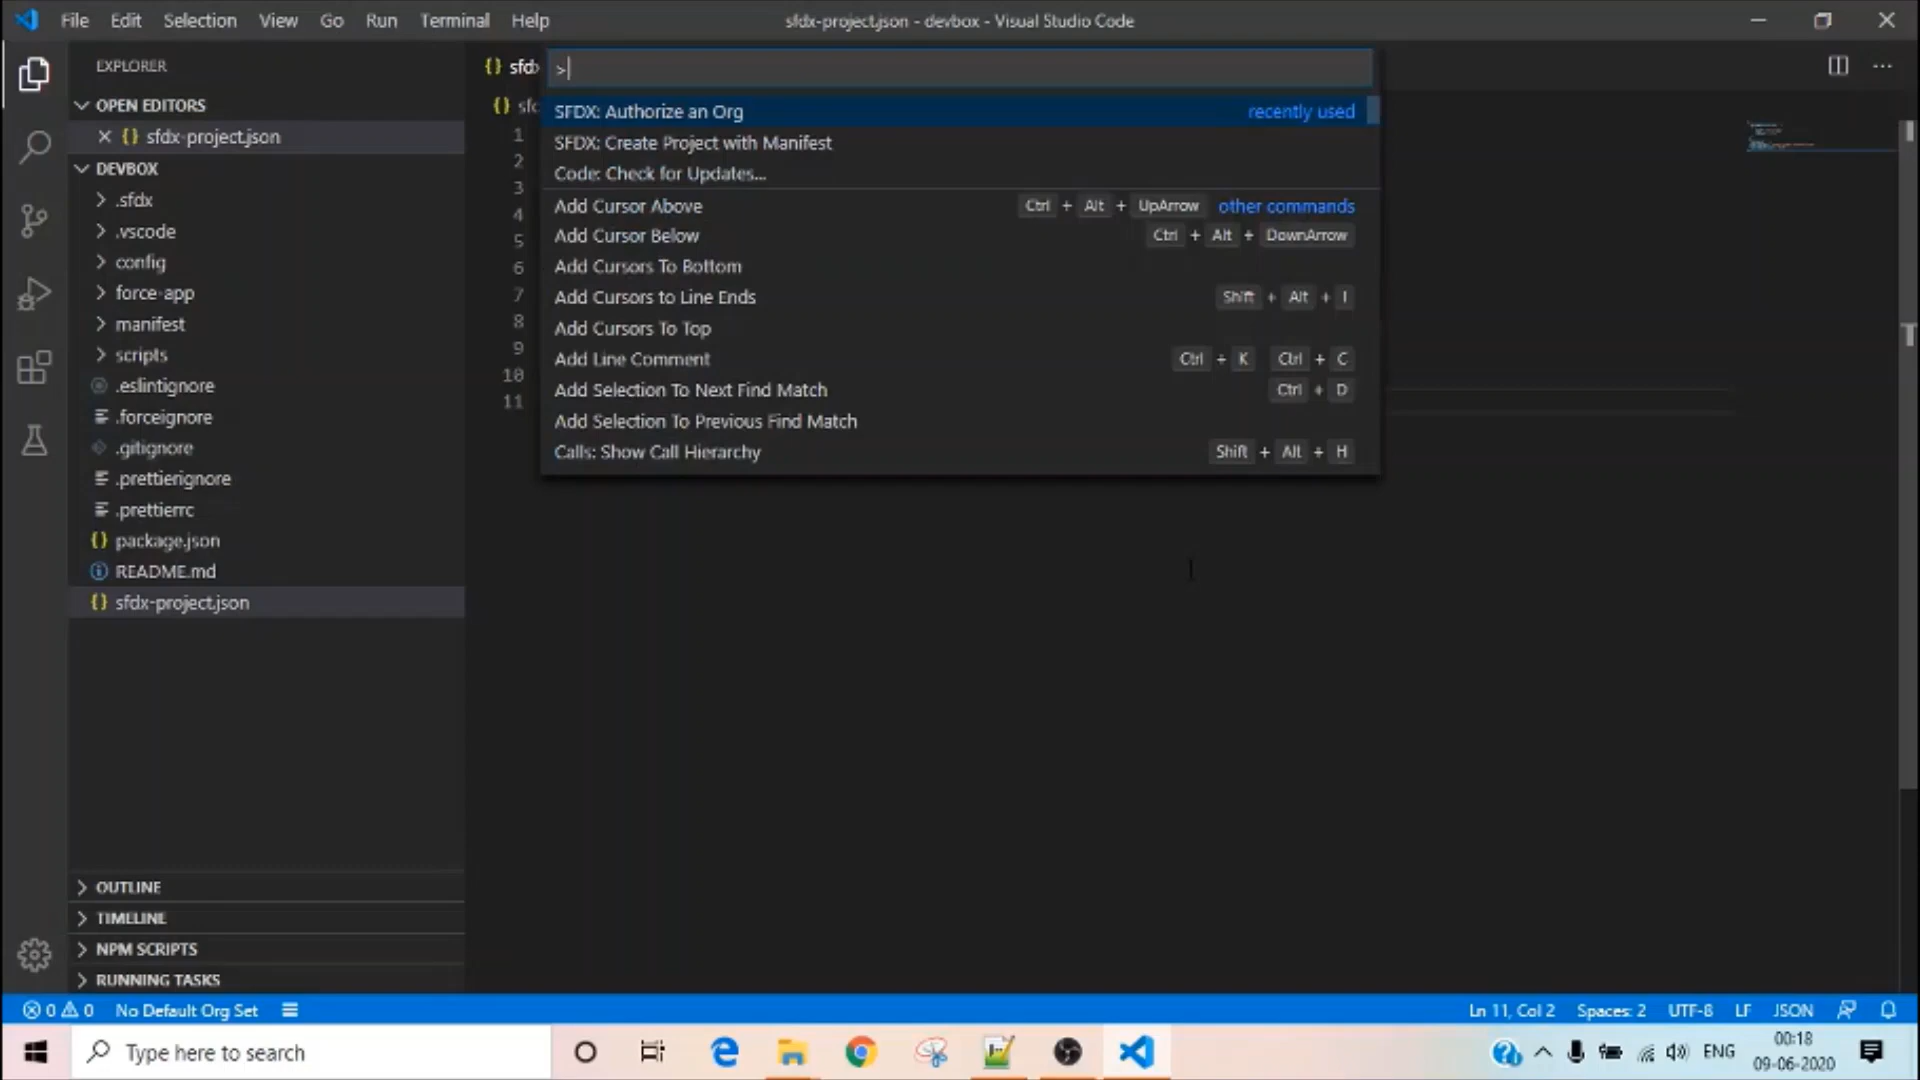 File Edit Selection View Go Run Terminal Help
sfdx-project.json - devbox - Visual Studio Code
EXPLORER
OPEN EDITORS
sfdx-project.json
DEVBOX
.sfdx
.vscode
config
force-app
manifest
scripts
.eslintignore
.forceignore
.gitignore
.prettierignore
.prettierrc
package.json
README.md
sfdx-project.json
OUTLINE
TIMELINE
NPM SCRIPTS
RUNNING TASKS
{} sfdx
{} sfd
1
2
3
4
5
6
7
8
9
10
11
>
SFDX: Authorize an Org recently used
SFDX: Create Project with Manifest
Code: Check for Updates...
Add Cursor Above Ctrl + Alt + UpArrow other commands
Add Cursor Below Ctrl + Alt + DownArrow
Add Cursors To Bottom
Add Cursors to Line Ends Shift + Alt + I
Add Cursors To Top
Add Line Comment Ctrl + K Ctrl + C
Add Selection To Next Find Match Ctrl + D
Add Selection To Previous Find Match
Calls: Show Call Hierarchy Shift + Alt + H
0 0 No Default Org Set
Ln 11, Col 2 Spaces: 2 UTF-8 LF JSON
Type here to search
ENG
00:18
09-06-2020